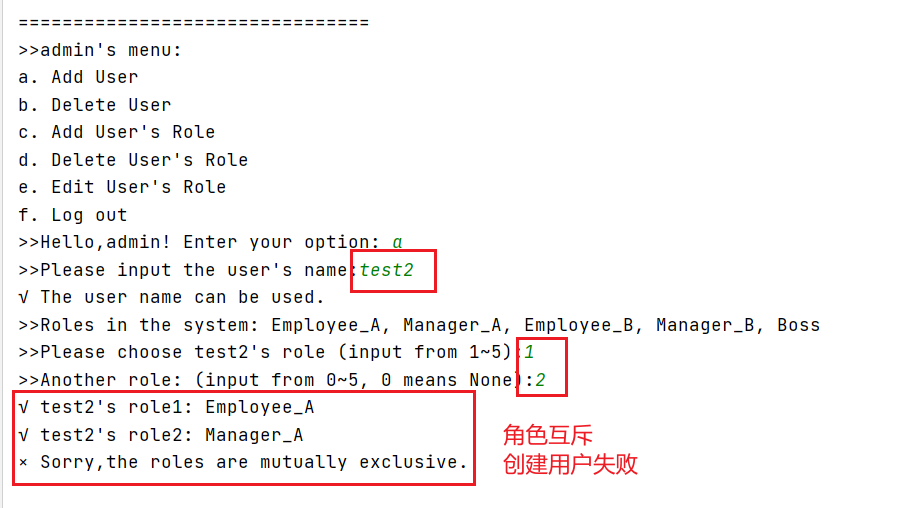 ================================
>>admin's menu:
a. Add User
b. Delete User
c. Add User's Role
d. Delete User's Role
e. Edit User's Role
f. Log out
>>Hello,admin! Enter your option: a
>>Please input the user's name:test2
√ The user name can be used.
>>Roles in the system: Employee_A, Manager_A, Employee_B, Manager_B, Boss
>>Please choose test2's role (input from 1~5):1
>>Another role: (input from 0~5, 0 means None):2
√ test2's role1: Employee_A
√ test2's role2: Manager_A
× Sorry,the roles are mutually exclusive.
角色互斥
创建用户失败